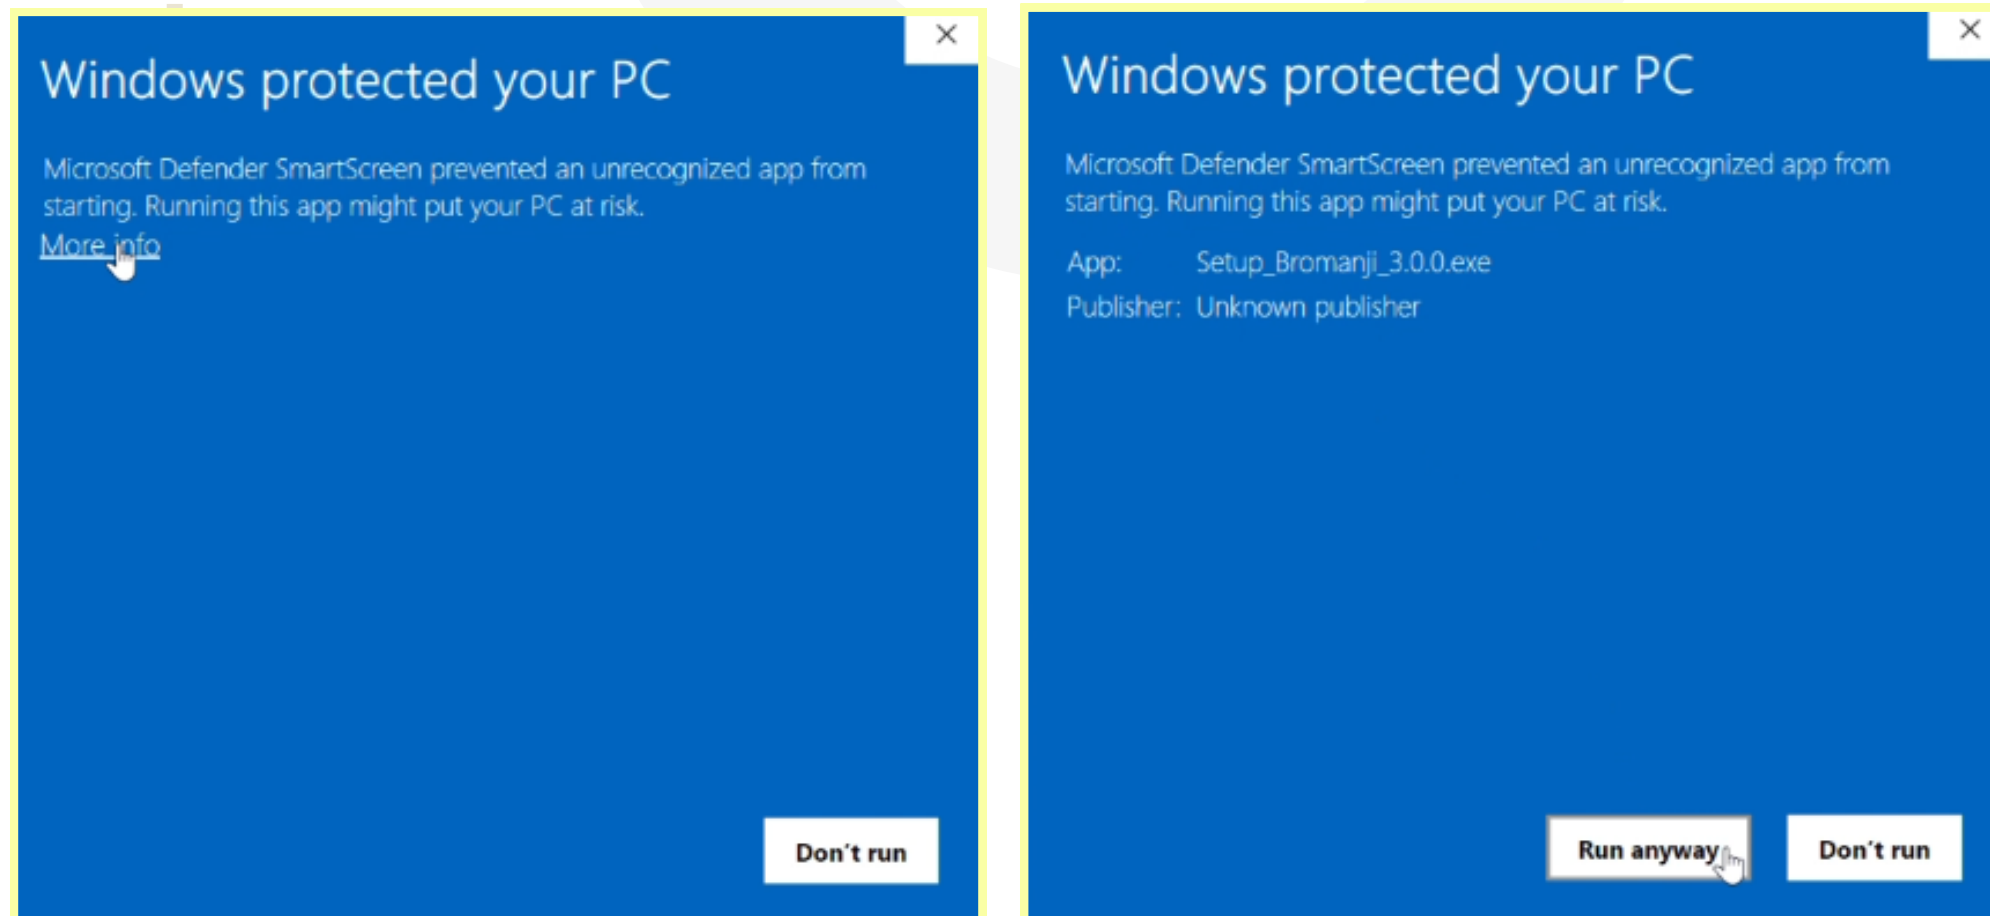 Windows protected your PC
Microsoft Defender SmartScreen prevented an unrecognized app from
starting. Running this app might put your PC at risk.
More info
Don't run
Windows protected your PC
Microsoft Defender SmartScreen prevented an unrecognized app from
starting. Running this app might put your PC at risk.
App: Setup_Bromanji_3.0.0.exe
Publisher: Unknown publisher
Run anyway
Don't run